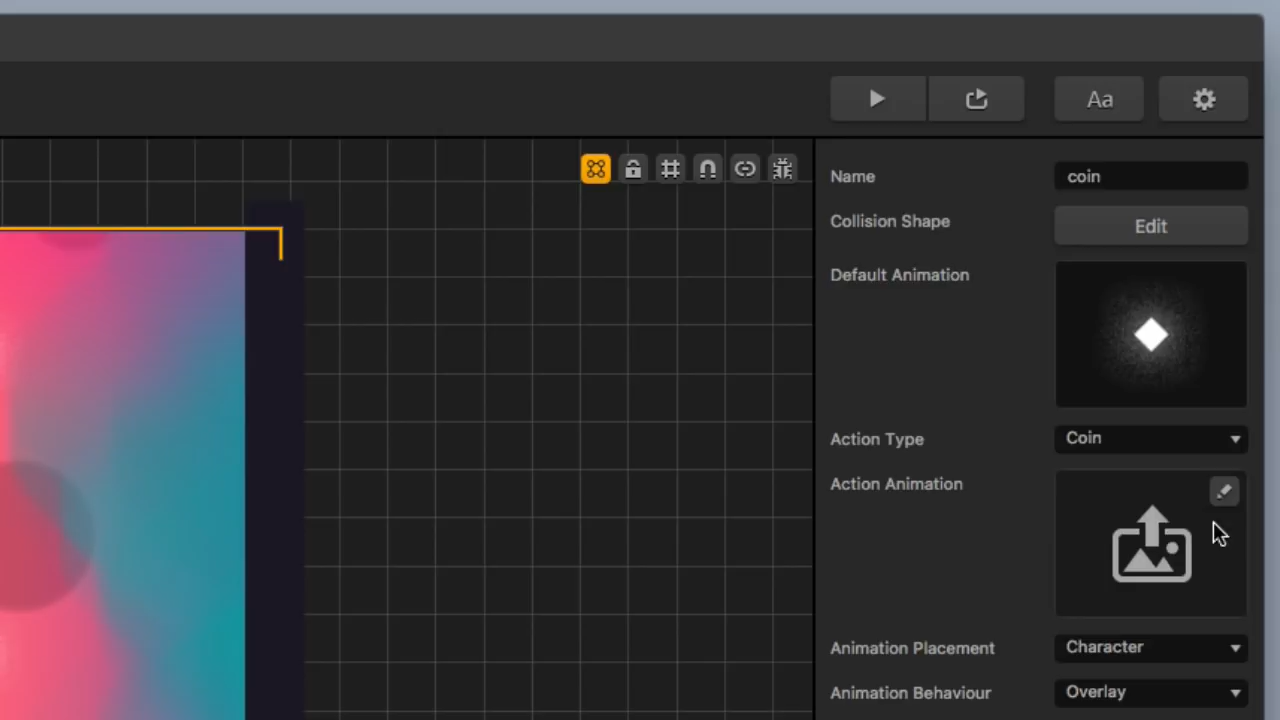 Aa
Name coin
Collision Shape Edit
Default Animation
Action Type Coin
Action Animation
Animation Placement Character
Animation Behaviour Overlay